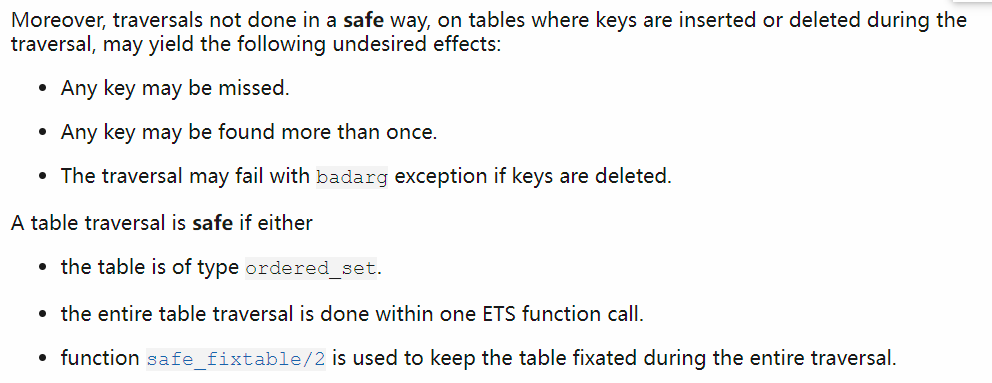 Moreover, traversals not done in a safe way, on tables where keys are inserted or deleted during the
traversal, may yield the following undesired effects:
• Any key may be missed.
• Any key may be found more than once.
• The traversal may fail with badarg exception if keys are deleted.
A table traversal is safe if either
• the table is of type ordered_set.
• the entire table traversal is done within one ETS function call.
• function safe_fixtable/2 is used to keep the table fixated during the entire traversal.